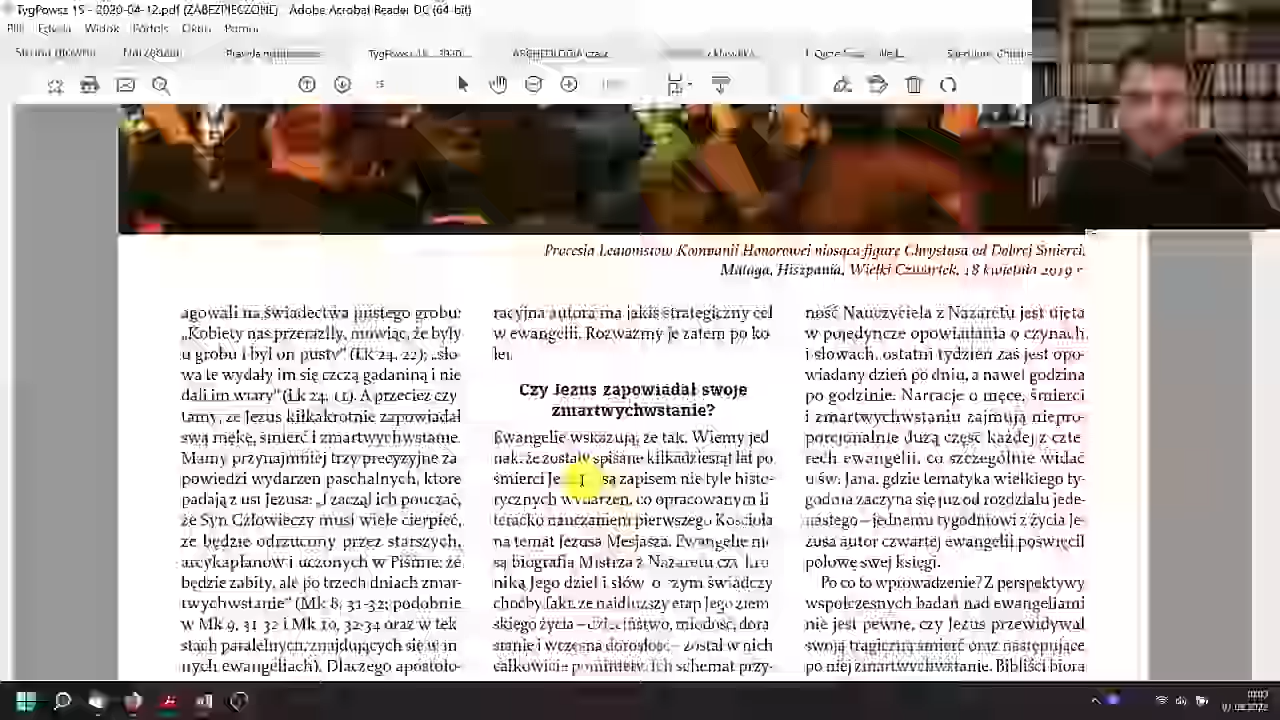 TygPowsz 15 - 2020-04-12.pdf (ZABEZPIECZONE) - Adobe Acrobat Reader DC (64-bit)
Plik Edycja Widok Podpis Okno Pomoc
Strona główna Narzędzia
Procesja Legionistów Kompanii Honorowej niosąca figurę Chrystusa od Dobrej Śmierci,
Malaga, Hiszpania, Wielki Czwartek, 18 kwietnia 2019 r.
agowali na świadectwa pustego grobu:
„Kobiety nas przeraziły, mówiąc, że były
u grobu i był on pusty” (Łk 24, 22); „sło-
wa te wydały im się czczą gadaniną i nie
dali im wiary” (Łk 24, 11). A przecież czy
tamy, że Jezus kilkakrotnie zapowiadał
swą mękę, śmierć i zmartwychwstanie.
Mamy przynajmniej trzy precyzyjne za
powiedzi wydarzeń paschalnych, które
padają z ust Jezusa: „I zaczął ich pouczać,
że Syn Człowieczy musi wiele cierpieć,
że będzie odrzucony przez starszych,
arcykapłanów i uczonych w Piśmie; że
będzie zabity, ale po trzech dniach zmar-
twychwstanie” (Mk 8, 31-32; podobnie
w Mk 9, 31-32 i Mk 10, 32-34 oraz w tek
stach paralelnych, znajdujących się w in
nych ewangeliach). Dlaczego apostoło-
racyjna autora ma jakiś strategiczny cel
w ewangelii. Rozważmy je zatem po ko
lei.
Czy Jezus zapowiadał swoje
zmartwychwstanie?
Ewangelie wskazują, że tak. Wiemy jed
nak, że zostały spisane kilkadziesiąt lat po
śmierci Je sa zapisem nie tyle histo-
rycznych wydarzeń, co opracowanym li
teracko nauczaniem pierwszego Kościoła
na temat Jezusa Mesjasza. Ewangelie nie
są biografią Mistrza z Nazaretu czy kro
niką Jego dzieł i słów, o czym świadczy
choćby fakt, że najdłuższy etap Jego ziem
skiego życia – dzieciństwo, młodość, dora
stanie i wczesna dorosłość – został w nich
całkowicie pominięty. Ich schemat przy-
ność Nauczyciela z Nazaretu jest ujęta
w pojedyncze opowiadania o czynach
i słowach, ostatni tydzień zaś jest opo-
wiadany dzień po dniu, a nawet godzina
po godzinie. Narracje o męce, śmierci
i zmartwychwstaniu zajmują niepro-
porcjonalnie dużą część każdej z czte
rech ewangelii, co szczególnie widać
u św. Jana, gdzie tematyka wielkiego ty-
godnia zaczyna się już od rozdziału jede-
nastego – jednemu tygodniowi z życia Je-
zusa autor czwartej ewangelii poświęcił
połowę swej księgi.
Po co to wprowadzenie? Z perspektywy
współczesnych badań nad ewangeliami
nie jest pewne, czy Jezus przewidywał
swoją tragiczną śmierć oraz następujące
po niej zmartwychwstanie. Bibliści biorą